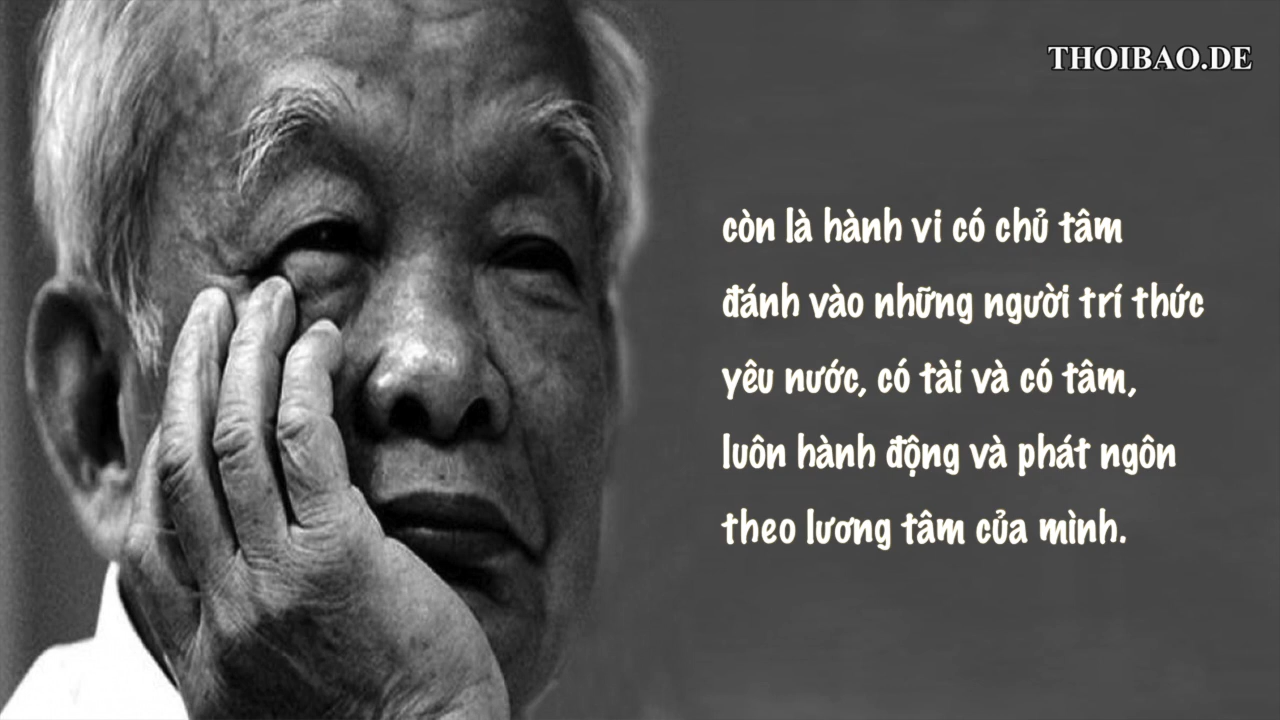 THOIBAO.DE
còn là hành vi có chủ tâm
đánh vào những người trí thức
yêu nước, có tài và có tâm,
luôn hành động và phát ngôn
theo lương tâm của mình.